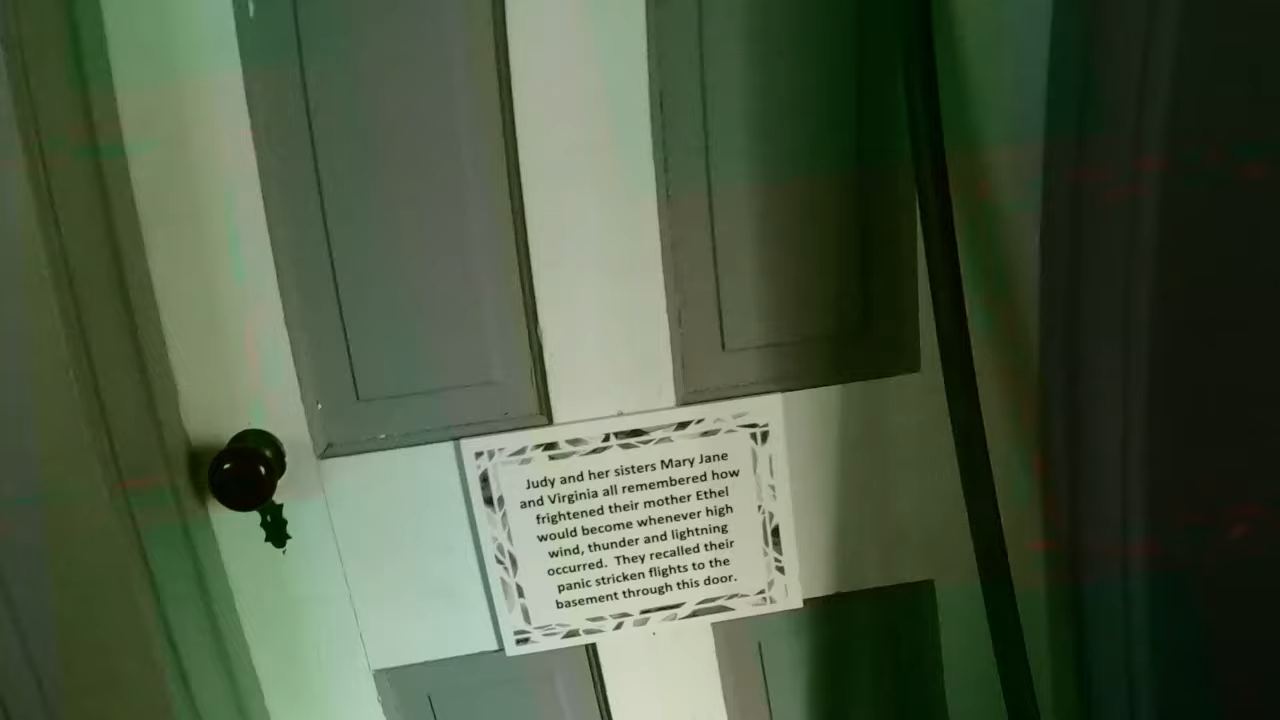 Judy and her sisters Mary Jane
and Virginia all remembered how
frightened their mother Ethel
would become whenever high
wind, thunder and lightning
occurred. They recalled their
panic stricken flights to the
basement through this door.